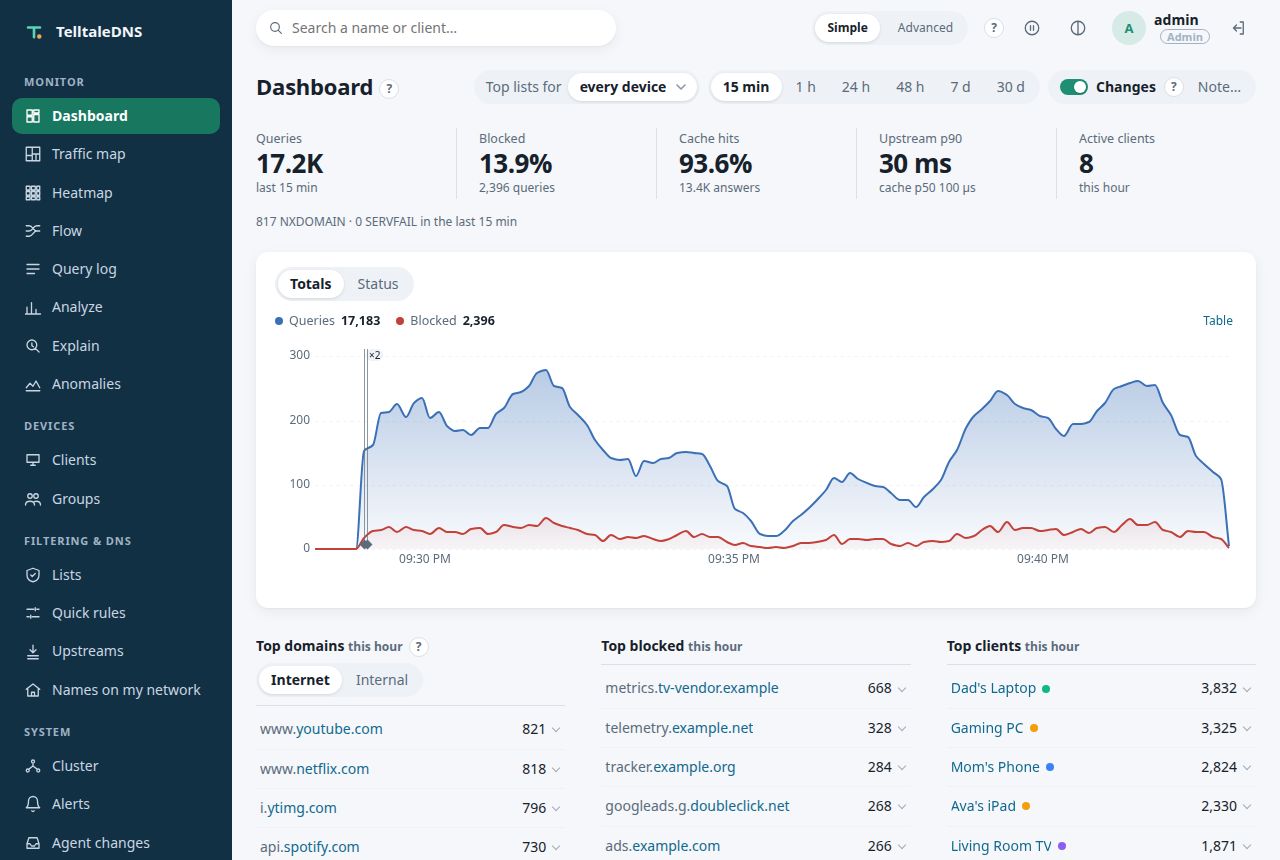 TelltaleDNS
MONITOR
Dashboard
Traffic map
Heatmap
Flow
Query log
Analyze
Explain
Anomalies
DEVICES
Clients
Groups
FILTERING & DNS
Lists
Quick rules
Upstreams
Names on my network
SYSTEM
Cluster
Alerts
Agent changes
Search a name or client...
Simple Advanced ? A admin
Admin
Dashboard ? Top lists for every device 15 min 1 h 24 h 48 h 7 d 30 d Changes ? Note...
Queries
17.2K
last 15 min
Blocked
13.9%
2,396 queries
Cache hits
93.6%
13.4K answers
Upstream p90
30 ms
cache p50 100 µs
Active clients
8
this hour
817 NXDOMAIN · 0 SERVFAIL in the last 15 min
Totals Status
Queries 17,183 Blocked 2,396 Table
×2
300
200
100
0
09:30 PM 09:35 PM 09:40 PM
Top domains this hour ?
Internet Internal
www.youtube.com 821
www.netflix.com 818
i.ytimg.com 796
api.spotify.com 730
Top blocked this hour
metrics.tv-vendor.example 668
telemetry.example.net 328
tracker.example.org 284
googleads.g.doubleclick.net 268
ads.example.com 266
Top clients this hour
Dad's Laptop 3,832
Gaming PC 3,325
Mom's Phone 2,824
Ava's iPad 2,330
Living Room TV 1,871